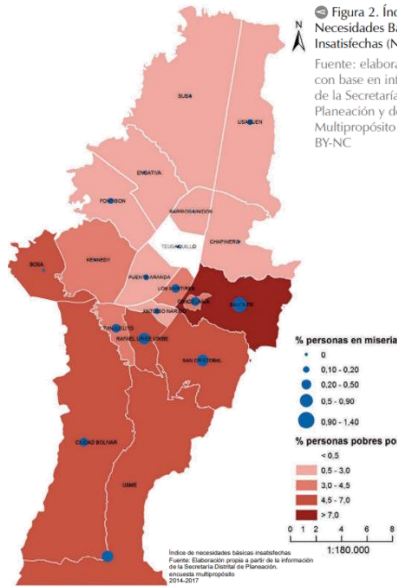 Figura 2. Índi
Necesidades Bá
Insatisfechas (N
Fuente: elabora
con base en inf
de la Secretaría
Planeación y de
Multipropósito
BY-NC
N
SUBA
USAQUEN
ENGATIVA
FONTIBON
BARRIOS UNIDOS
TEUSAQUILLO
CHAPINERO
BOSA
KENNEDY
PUENTE ARANDA
LOS MARTIRES
ANTONIO NARIÑO
TUNJUELITO
RAFAEL URIBE URIBE
SAN CRISTOBAL
CIUDAD BOLIVAR
USME
% personas en miseria
0
0,10 - 0,20
0,20 - 0,50
0,5 - 0,90
0,90 - 1,40
% personas pobres po
< 0,5
0,5 - 3,0
3,0 - 4,5
4,5 - 7,0
> 7,0
0 1 2 4 6 8
1:180.000
Índice de necesidades básicas insatisfechas
Fuente: Elaboración propia a partir de la información
de la Secretaría Distrital de Planeación.
encuesta multipropósito
2014-2017